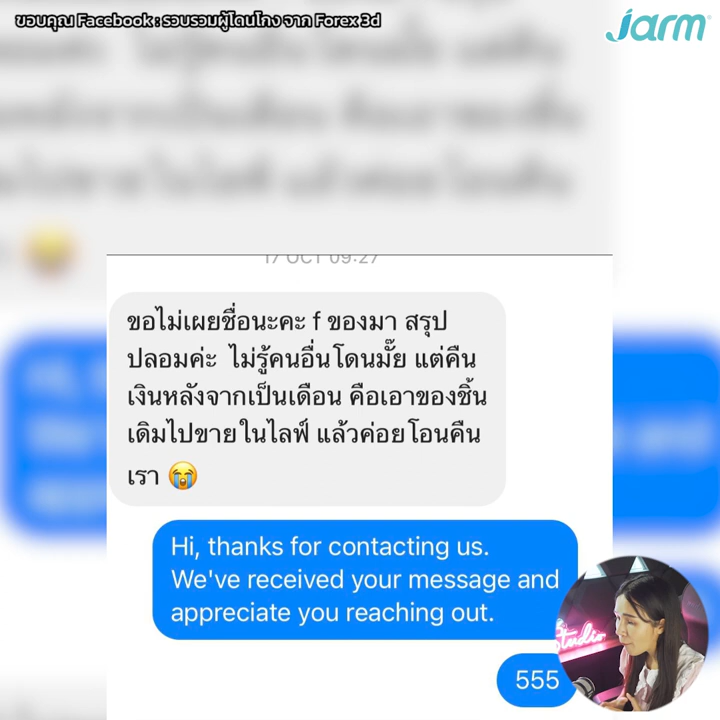 ขอบคุณ Facebook : รวบรวมผู้โดนโกง จาก Forex 3d
Jarm
17 OCT 09:27
ขอไม่เผยชื่อนะคะ f ของมา สรุป
ปลอมค่ะ ไม่รู้คนอื่นโดนมั๊ย แต่คืน
เงินหลังจากเป็นเดือน คือเอาของชิ้น
เดิมไปขายในไลฟ์ แล้วค่อยโอนคืน
เรา 😭
Hi, thanks for contacting us.
We've received your message and
appreciate you reaching out.
Studio
555